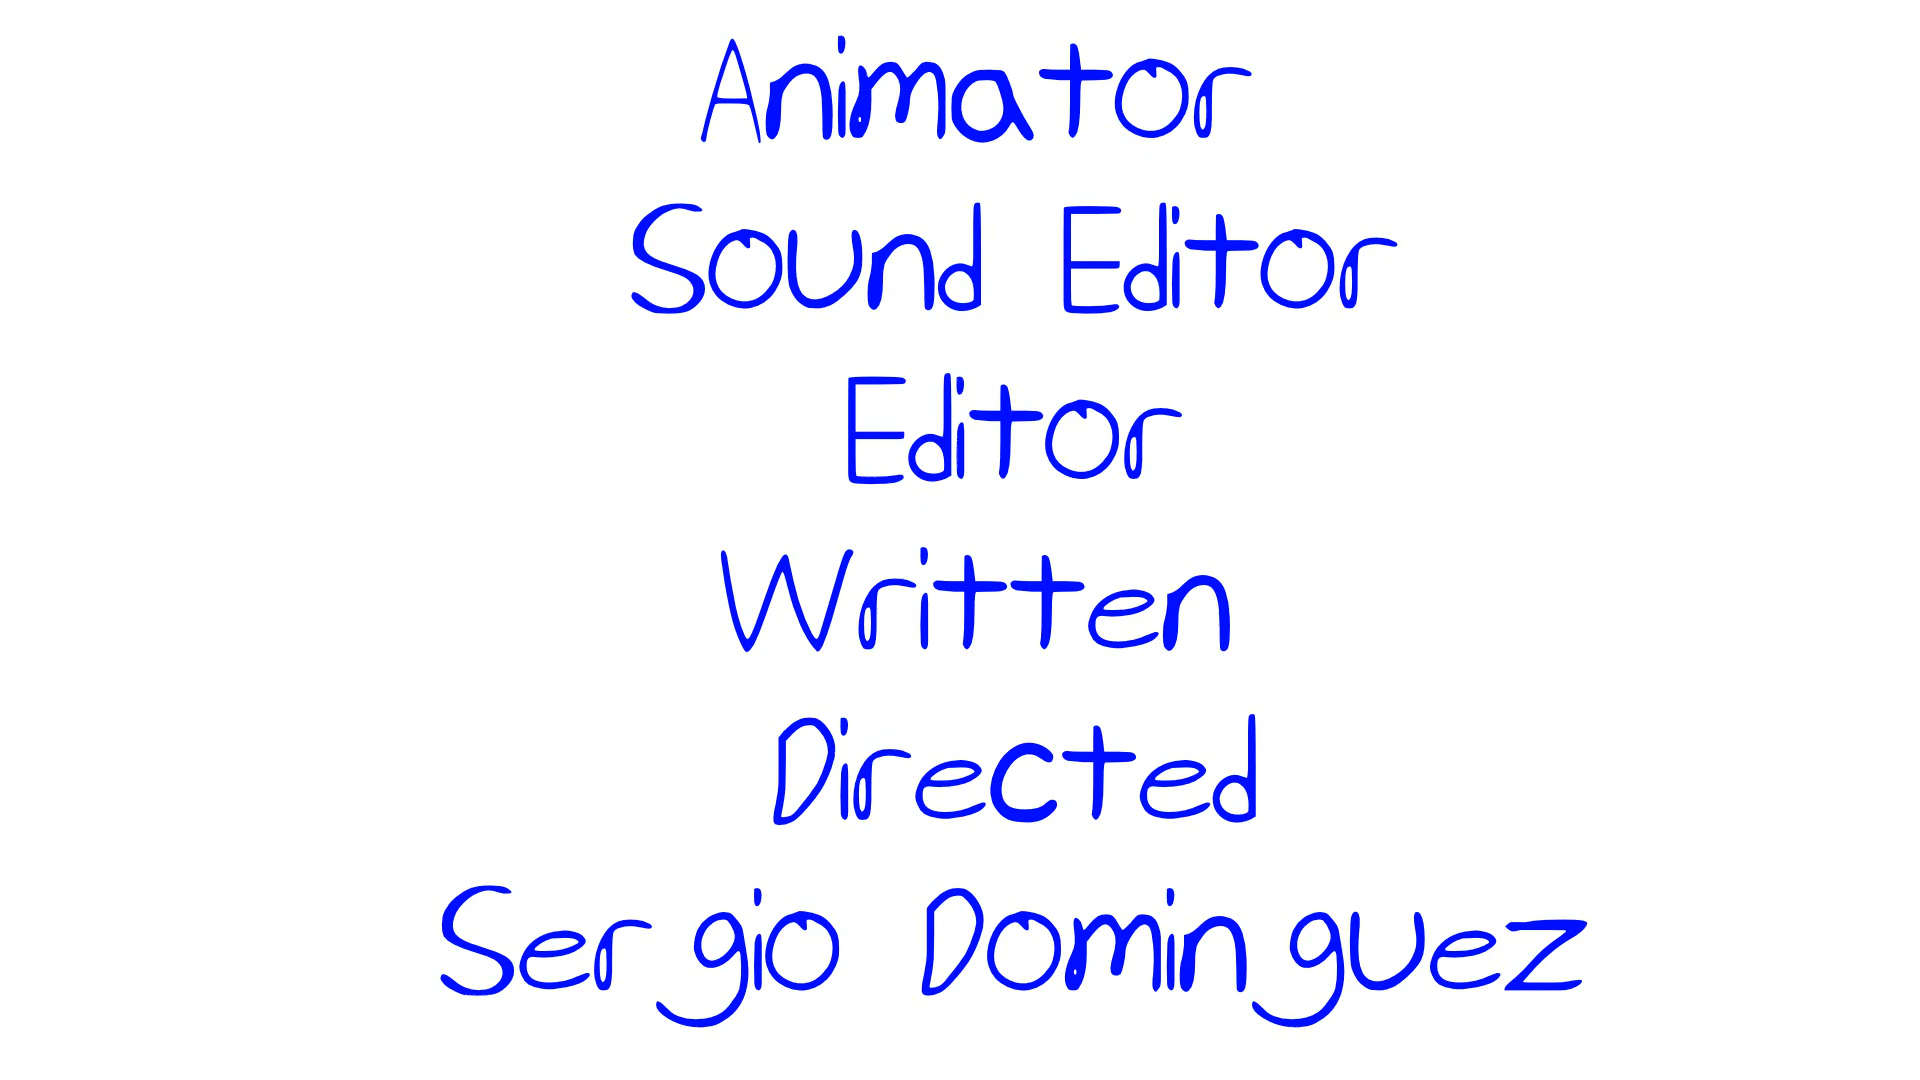 Animator
Sound Editor
Editor
Written
Directed
Sergio Dominguez